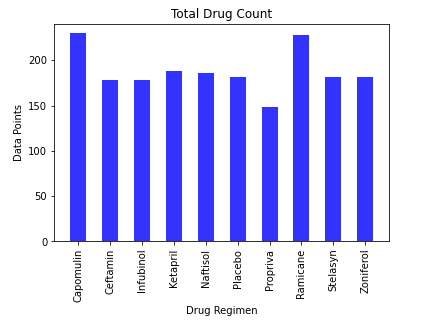 Total Drug Count
Data Points
200
150
100
50
0
Capomulin
Ceftamin
Infubinol
Ketapril
Naftisol
Placebo
Propriva
Ramicane
Stelasyn
Zoniferol
Drug Regimen